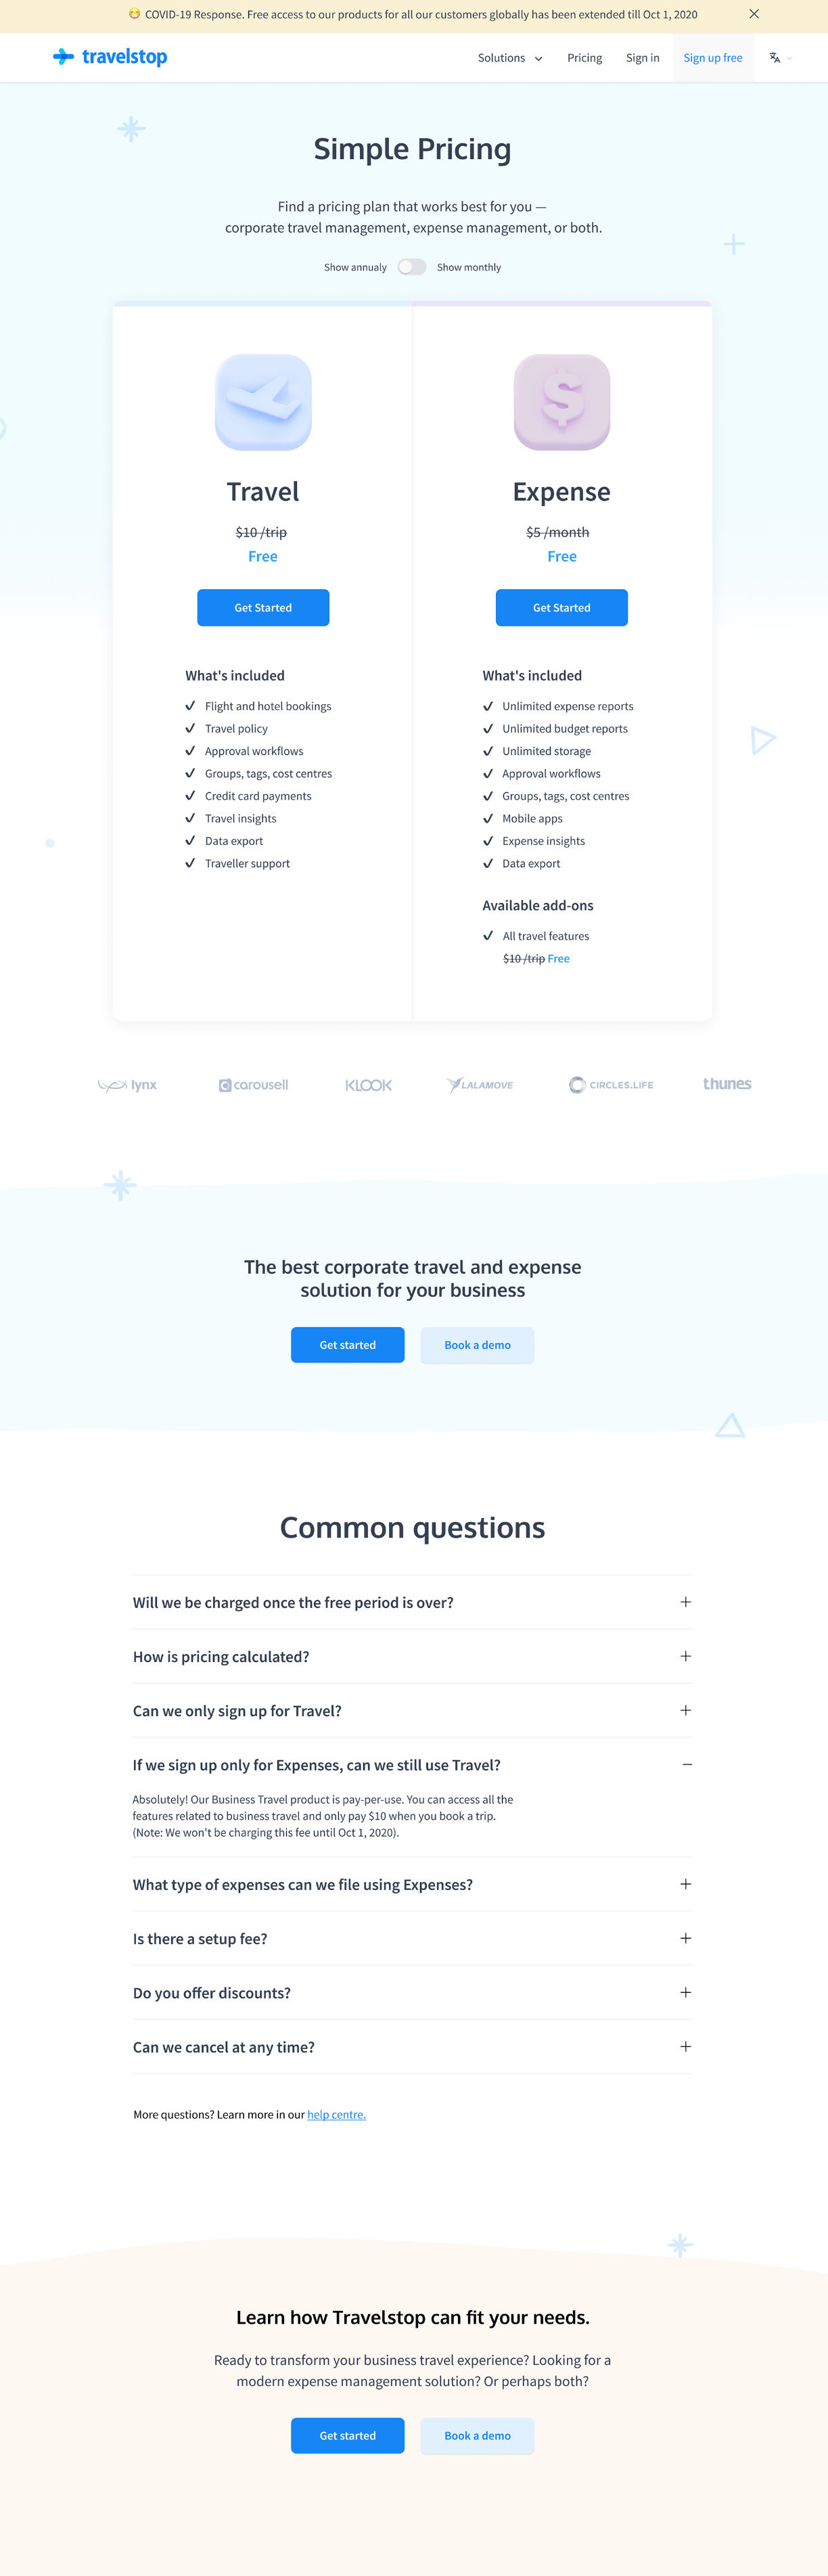 😷 COVID-19 Response. Free access to our products for all our customers globally has been extended till Oct 1, 2020
travelstop
Solutions
Pricing
Sign in
Sign up free
Simple Pricing
Find a pricing plan that works best for you —
corporate travel management, expense management, or both.
Show annualy
Show monthly
Travel
$10 /trip
Free
Get Started
What's included
Flight and hotel bookings
Travel policy
Approval workflows
Groups, tags, cost centres
Credit card payments
Travel insights
Data export
Traveller support
Expense
$5 /month
Free
Get Started
What's included
Unlimited expense reports
Unlimited budget reports
Unlimited storage
Approval workflows
Groups, tags, cost centres
Mobile apps
Expense insights
Data export
Available add-ons
All travel features
$10 /trip Free
lynx
carousell
KLOOK
LALAMOVE
CIRCLES.LIFE
thunes
The best corporate travel and expense
solution for your business
Get started
Book a demo
Common questions
Will we be charged once the free period is over?
How is pricing calculated?
Can we only sign up for Travel?
If we sign up only for Expenses, can we still use Travel?
Absolutely! Our Business Travel product is pay-per-use. You can access all the
features related to business travel and only pay $10 when you book a trip.
(Note: We won't be charging this fee until Oct 1, 2020).
What type of expenses can we file using Expenses?
Is there a setup fee?
Do you offer discounts?
Can we cancel at any time?
More questions? Learn more in our help centre.
Learn how Travelstop can fit your needs.
Ready to transform your business travel experience? Looking for a
modern expense management solution? Or perhaps both?
Get started
Book a demo